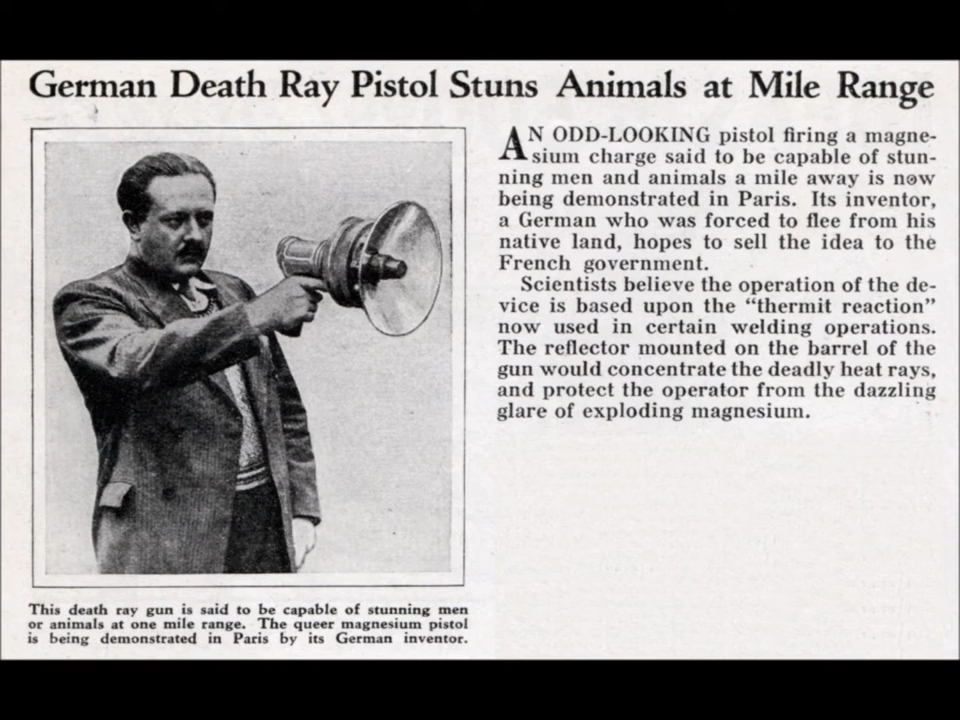 German Death Ray Pistol Stuns Animals at Mile Range
AN ODD-LOOKING pistol firing a magne-
sium charge said to be capable of stun-
ning men and animals a mile away is now
being demonstrated in Paris. Its inventor,
a German who was forced to flee from his
native land, hopes to sell the idea to the
French government.
Scientists believe the operation of the de-
vice is based upon the “thermit reaction”
now used in certain welding operations.
The reflector mounted on the barrel of the
gun would concentrate the deadly heat rays,
and protect the operator from the dazzling
glare of exploding magnesium.
This death ray gun is said to be capable of stunning men
or animals at one mile range. The queer magnesium pistol
is being demonstrated in Paris by its German inventor.